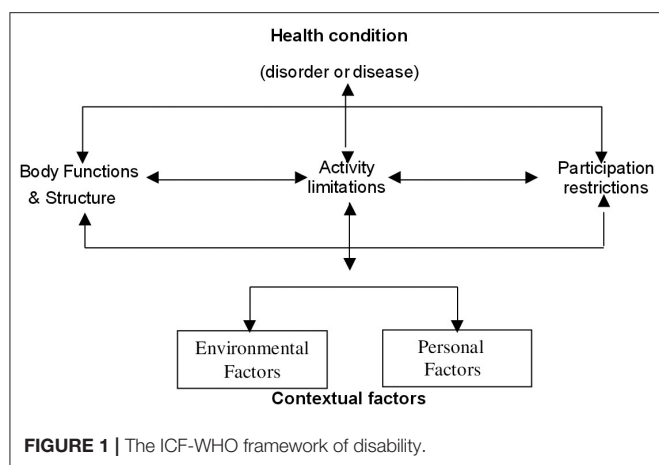 Health condition
(disorder or disease)
Body Functions
& Structure
Activity
limitations
Participation
restrictions
Environmental
Factors
Personal
Factors
Contextual factors
FIGURE 1 | The ICF-WHO framework of disability.